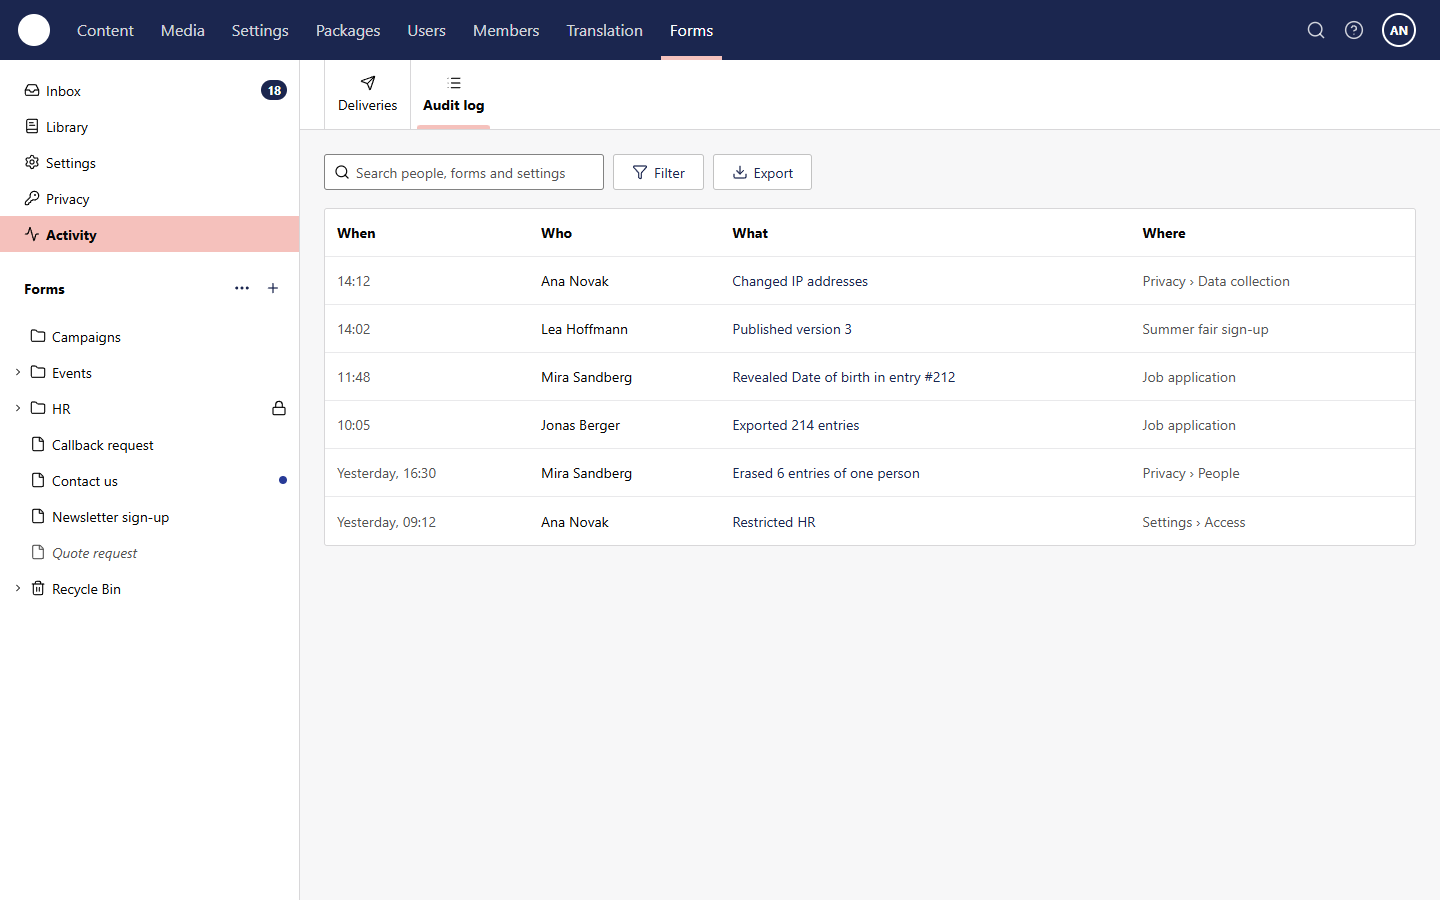 Content Media Settings Packages Users Members Translation Forms AN
Inbox 18
Library
Settings
Privacy
Activity
Forms
Campaigns
Events
HR
Callback request
Contact us
Newsletter sign-up
Quote request
Recycle Bin
Deliveries Audit log
Search people, forms and settings Filter Export
When Who What Where
14:12 Ana Novak Changed IP addresses Privacy › Data collection
14:02 Lea Hoffmann Published version 3 Summer fair sign-up
11:48 Mira Sandberg Revealed Date of birth in entry #212 Job application
10:05 Jonas Berger Exported 214 entries Job application
Yesterday, 16:30 Mira Sandberg Erased 6 entries of one person Privacy › People
Yesterday, 09:12 Ana Novak Restricted HR Settings › Access